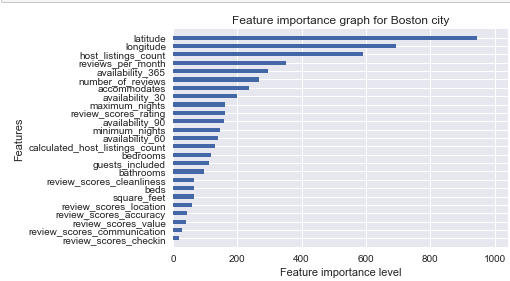 Feature importance graph for Boston city
latitude
longitude
host_listings_count
reviews_per_month
availability_365
number_of_reviews
accommodates
availability_30
maximum_nights
review_scores_rating
availability_90
minimum_nights
availability_60
calculated_host_listings_count
bedrooms
guests_included
bathrooms
review_scores_cleanliness
beds
square_feet
review_scores_location
review_scores_accuracy
review_scores_value
review_scores_communication
review_scores_checkin
Features
0 200 400 600 800 1000
Feature importance level